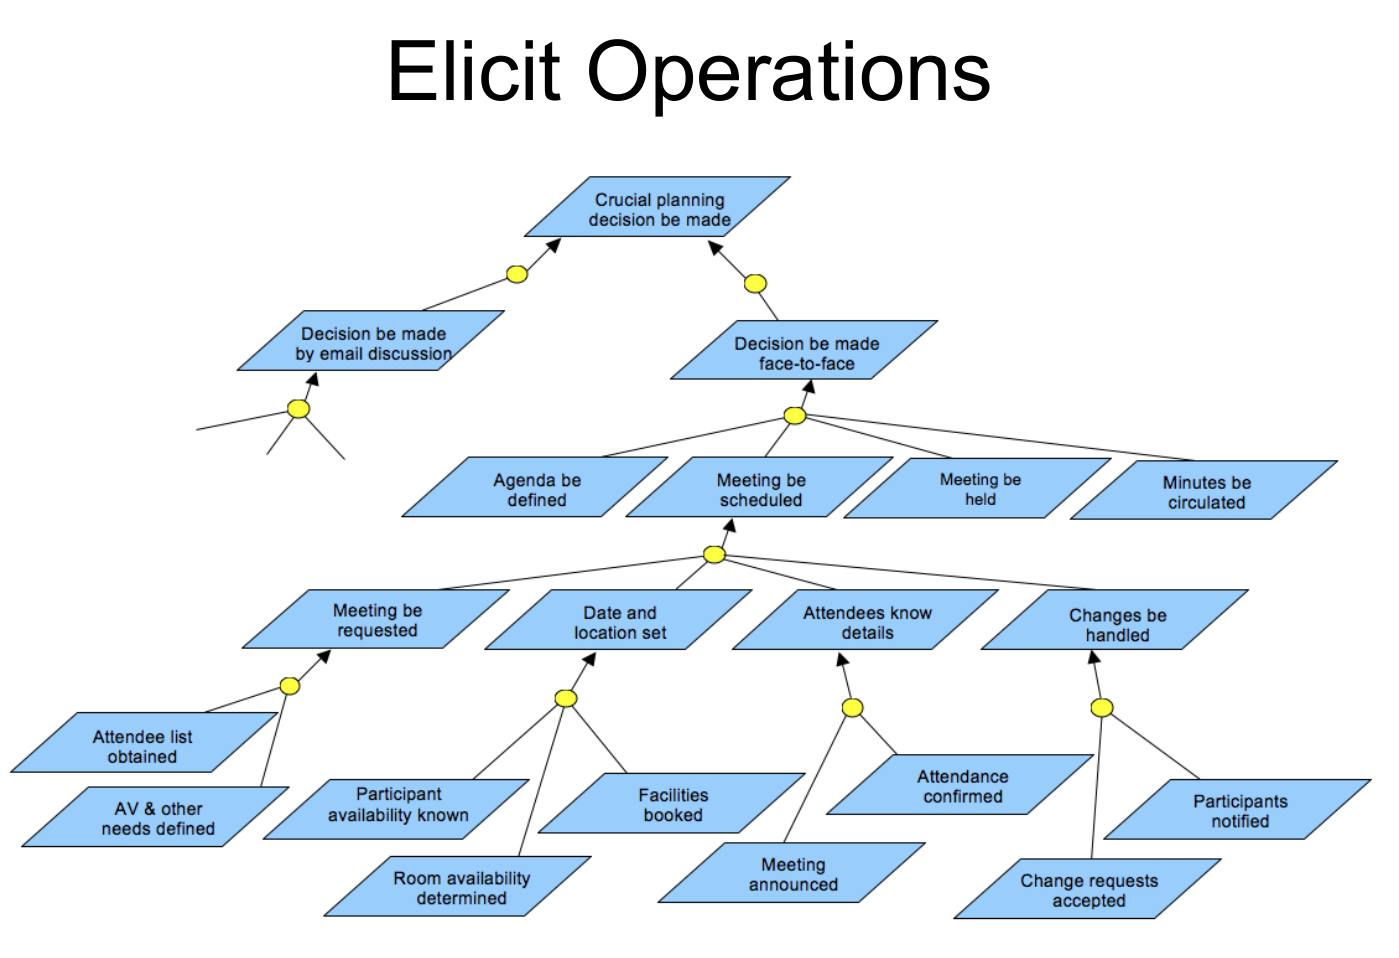 Elicit Operations
Crucial planning
decision be made
Decision be made
by email discussion
Decision be made
face-to-face
Agenda be
defined
Meeting be
scheduled
Meeting be
held
Minutes be
circulated
Meeting be
requested
Date and
location set
Attendees know
details
Changes be
handled
Attendee list
obtained
AV & other
needs defined
Participant
availability known
Room availability
determined
Facilities
booked
Meeting
announced
Attendance
confirmed
Change requests
accepted
Participants
notified